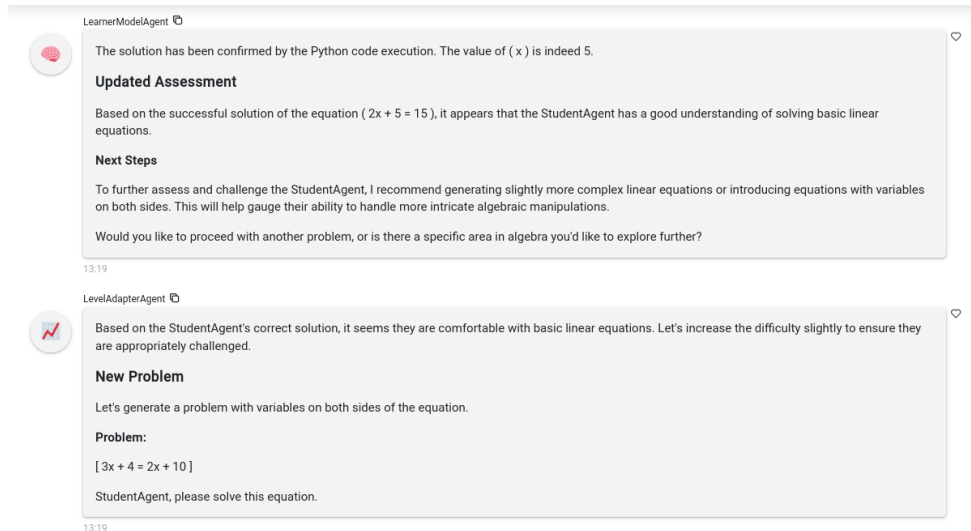 LearnerModelAgent
The solution has been confirmed by the Python code execution. The value of ( x ) is indeed 5.
Updated Assessment
Based on the successful solution of the equation ( 2x + 5 = 15 ), it appears that the StudentAgent has a good understanding of solving basic linear
equations.
Next Steps
To further assess and challenge the StudentAgent, I recommend generating slightly more complex linear equations or introducing equations with variables
on both sides. This will help gauge their ability to handle more intricate algebraic manipulations.
Would you like to proceed with another problem, or is there a specific area in algebra you'd like to explore further?
13:19
LevelAdapterAgent
Based on the StudentAgent's correct solution, it seems they are comfortable with basic linear equations. Let's increase the difficulty slightly to ensure they
are appropriately challenged.
New Problem
Let's generate a problem with variables on both sides of the equation.
Problem:
[ 3x + 4 = 2x + 10 ]
StudentAgent, please solve this equation.
13:19